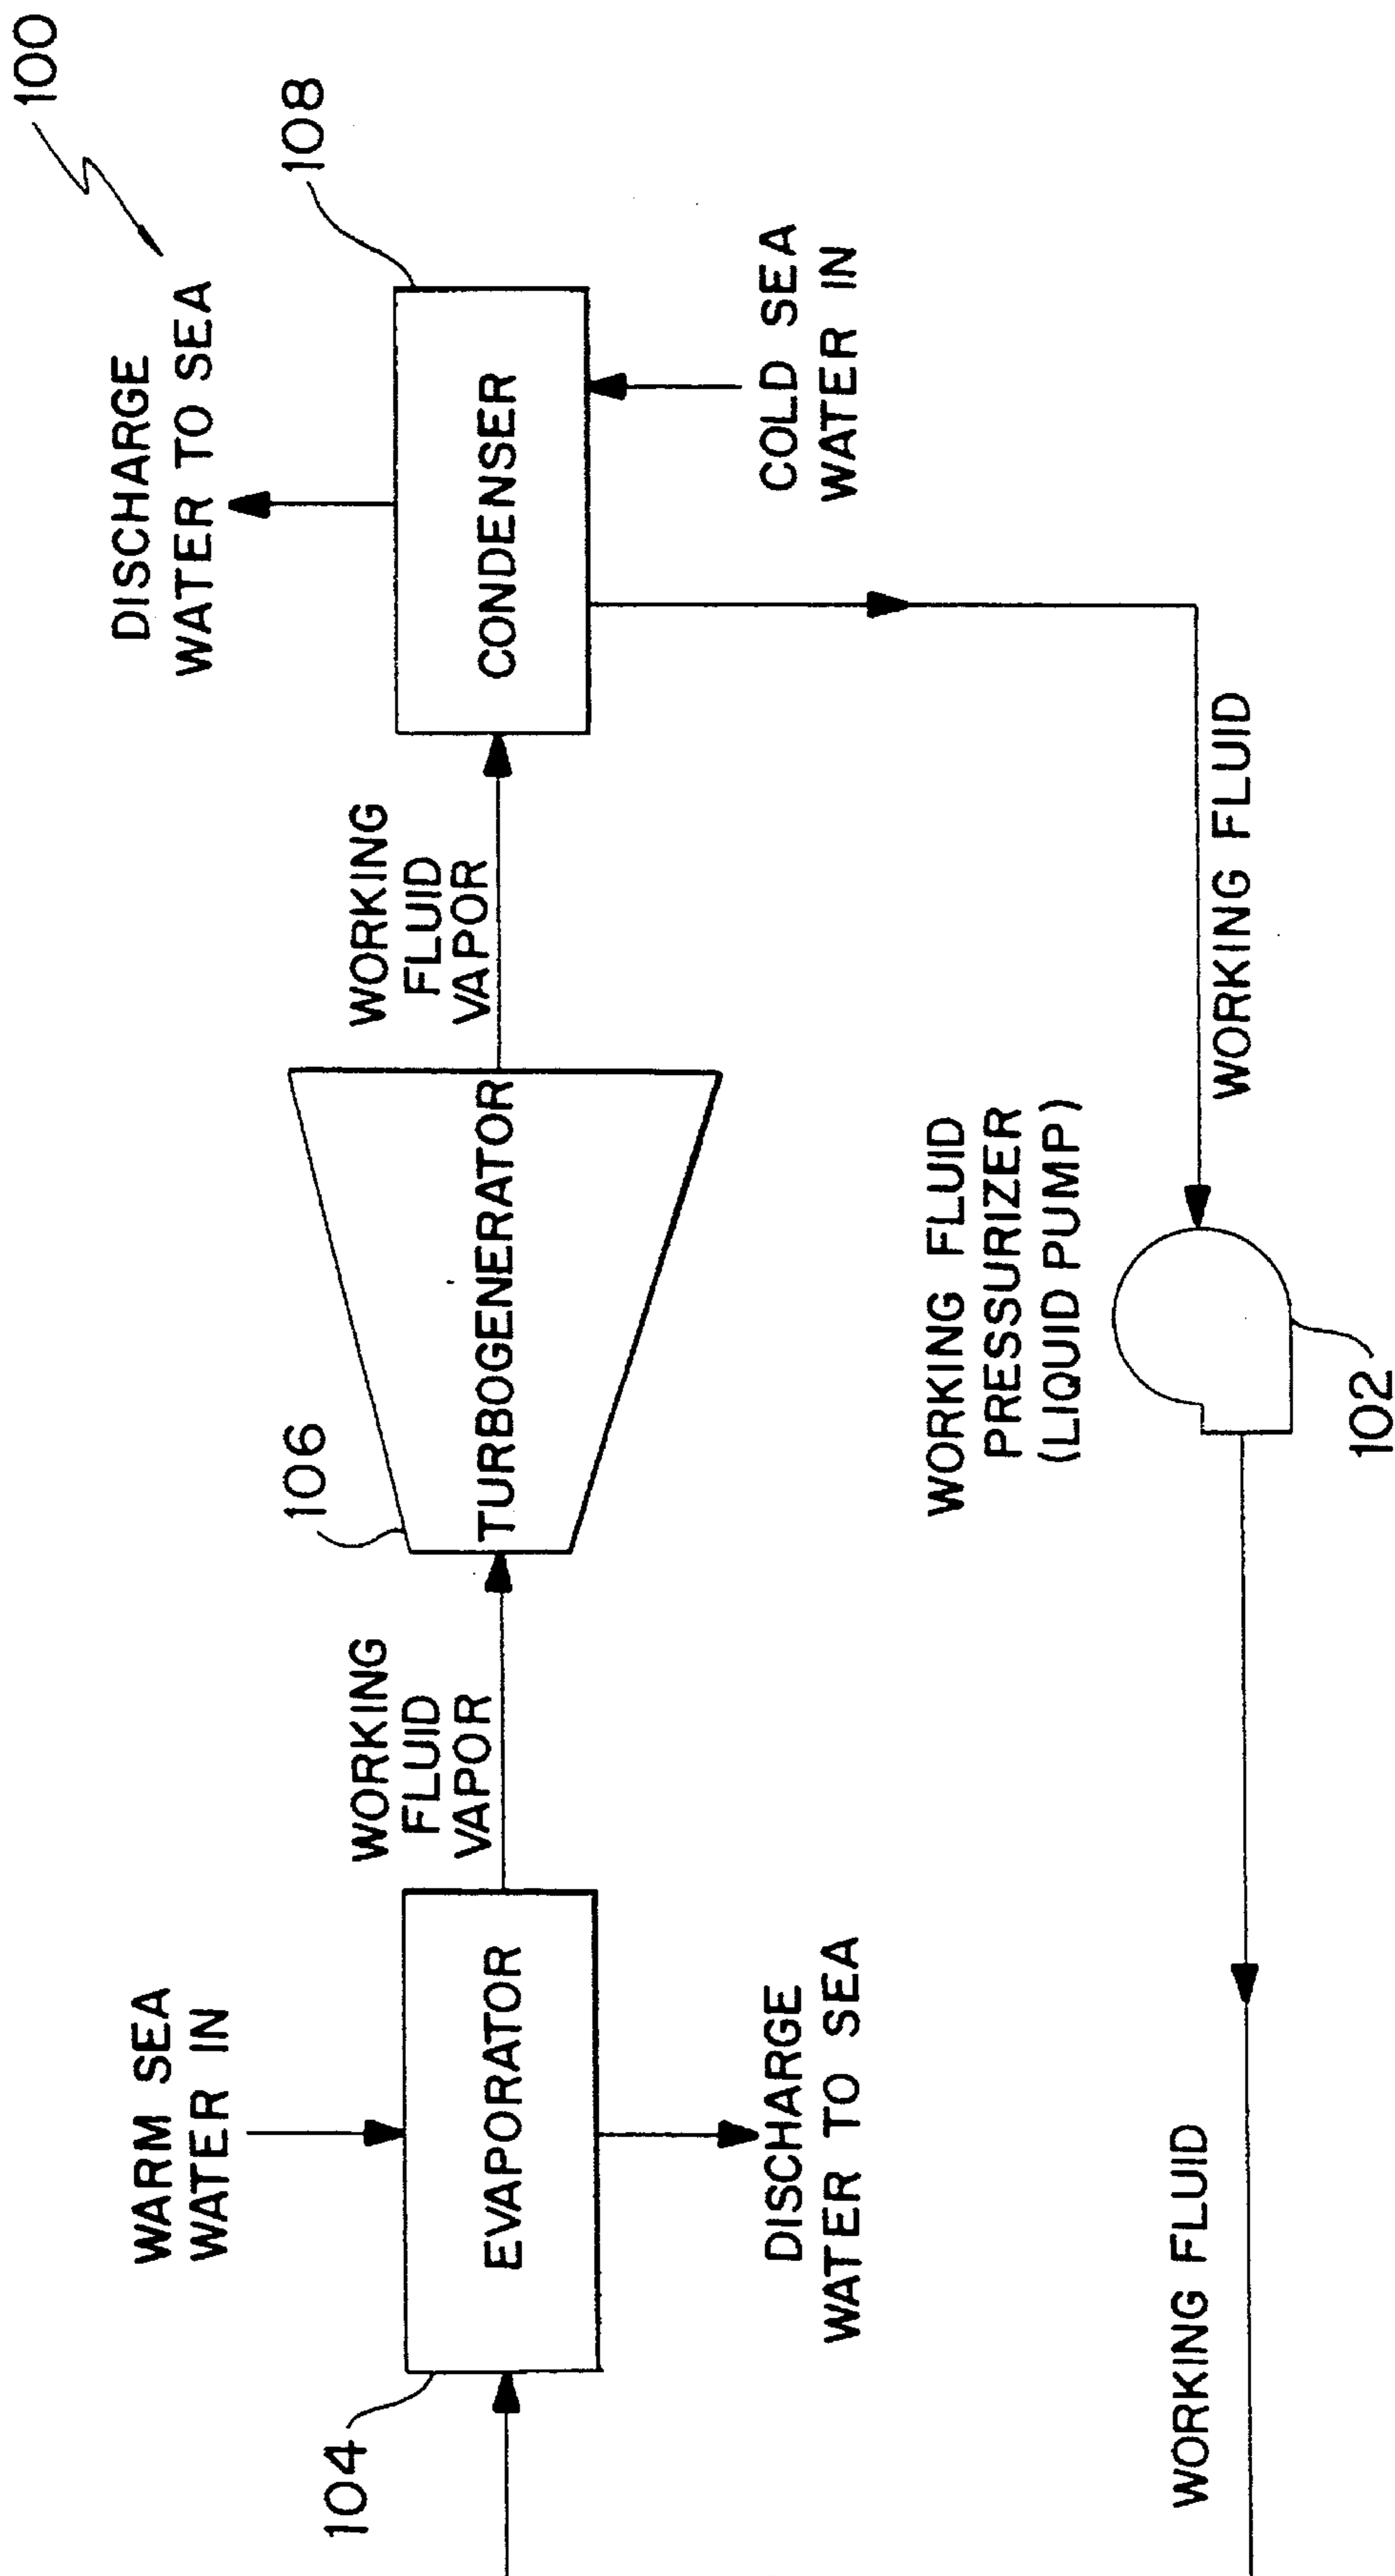 100
WARM SEA
WATER IN
DISCHARGE
WATER TO SEA
104
EVAPORATOR
WORKING
FLUID
VAPOR
106
TURBOGENERATOR
WORKING
FLUID
VAPOR
108
CONDENSER
DISCHARGE
WATER TO SEA
COLD SEA
WATER IN
WORKING FLUID
PRESSURIZER
(LIQUID PUMP)
WORKING FLUID
102
WORKING FLUID